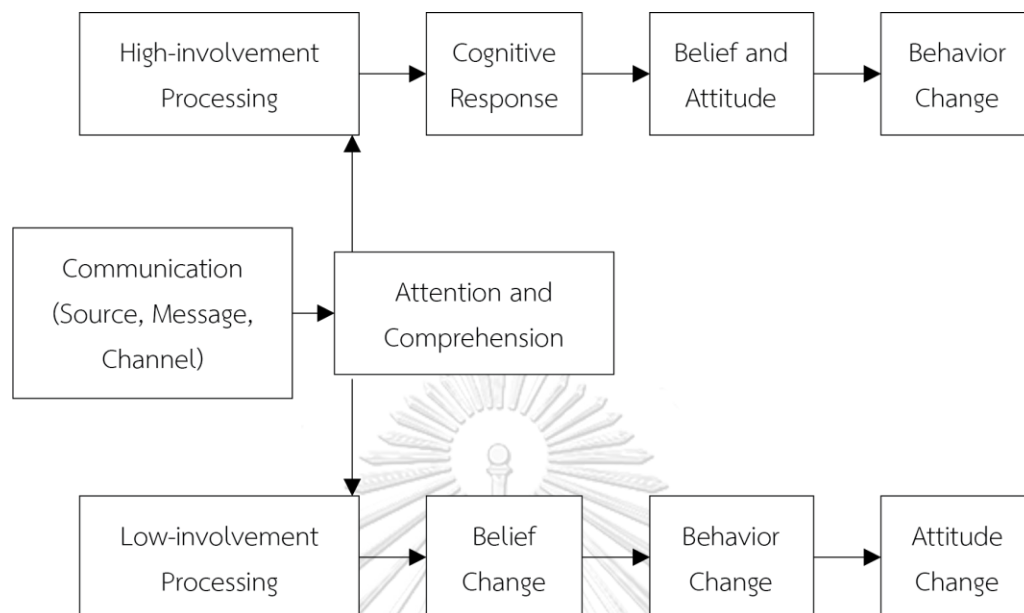 High-involvement
Processing
Cognitive
Response
Belief and
Attitude
Behavior
Change
Communication
(Source, Message,
Channel)
Attention and
Comprehension
Low-involvement
Processing
Belief
Change
Behavior
Change
Attitude
Change